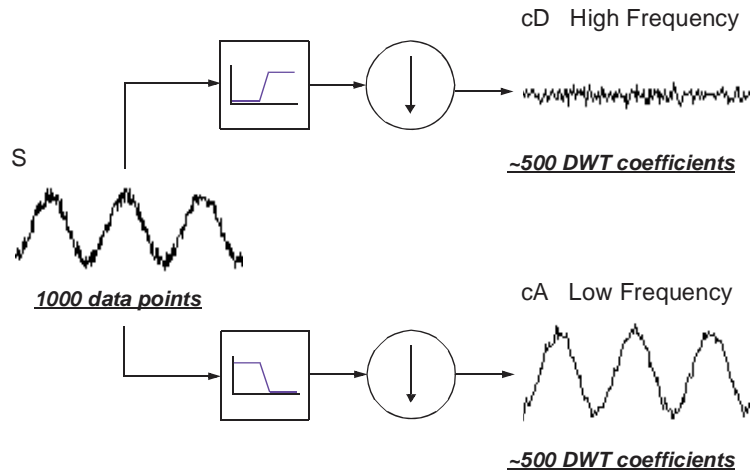 cD High Frequency
~500 DWT coefficients
S
1000 data points
cA Low Frequency
~500 DWT coefficients